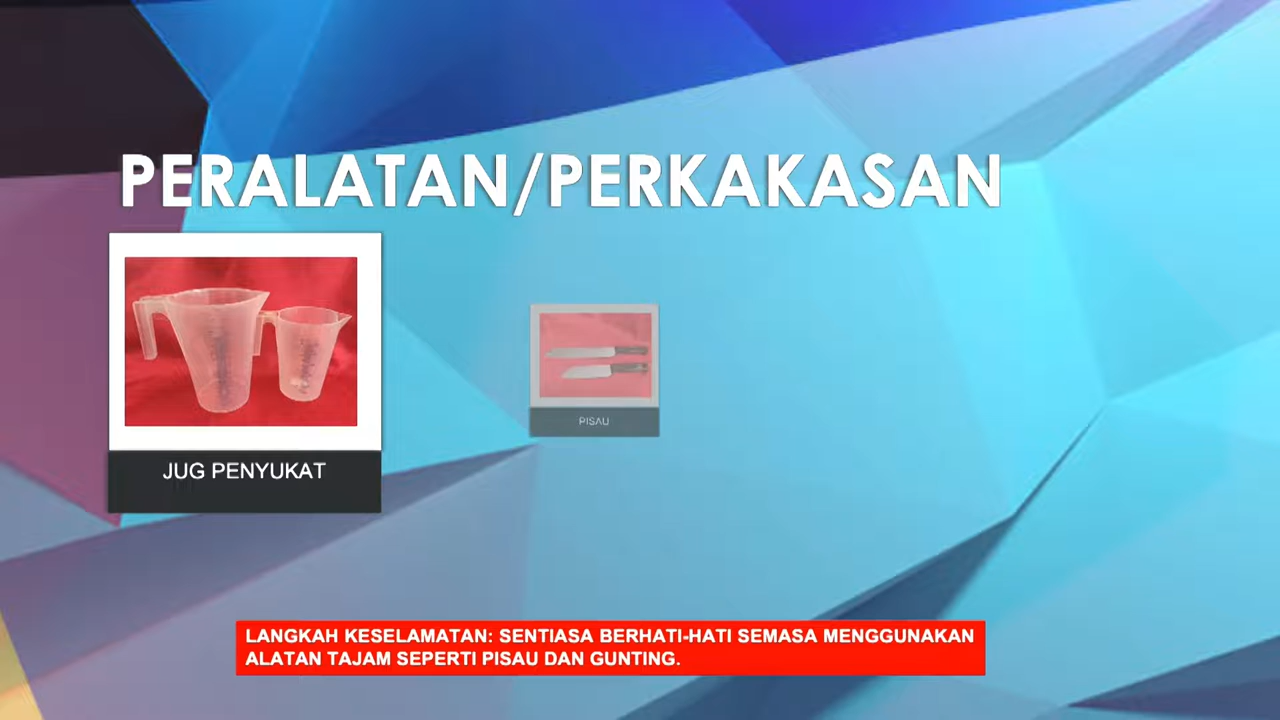 PERALATAN/PERKAKASAN
JUG PENYUKAT
PISAU
LANGKAH KESELAMATAN: SENTIASA BERHATI-HATI SEMASA MENGGUNAKAN
ALATAN TAJAM SEPERTI PISAU DAN GUNTING.